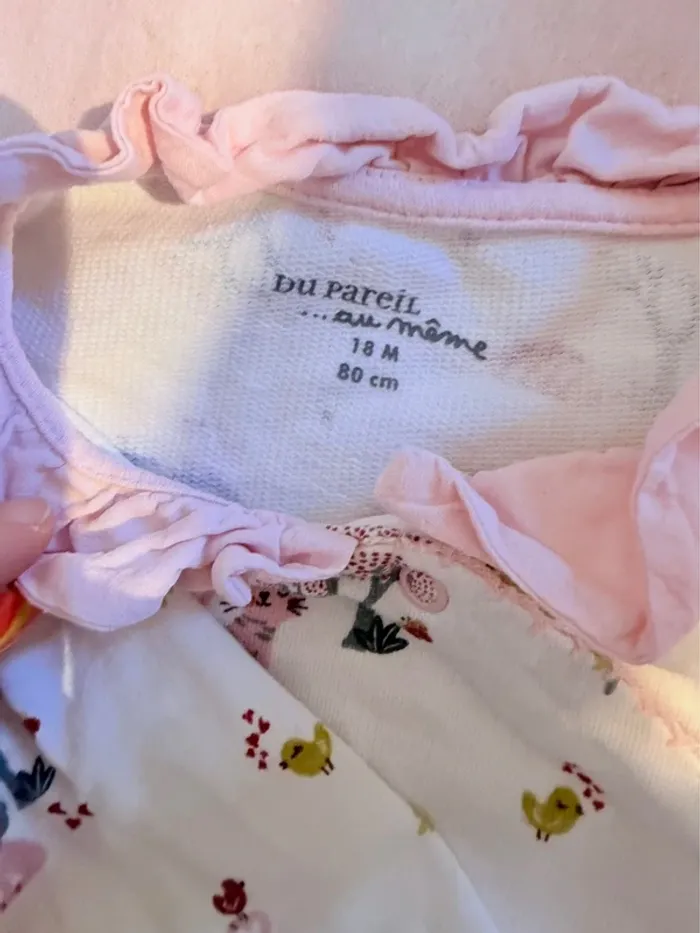 Du Pareil
...au même
18 M
80 cm